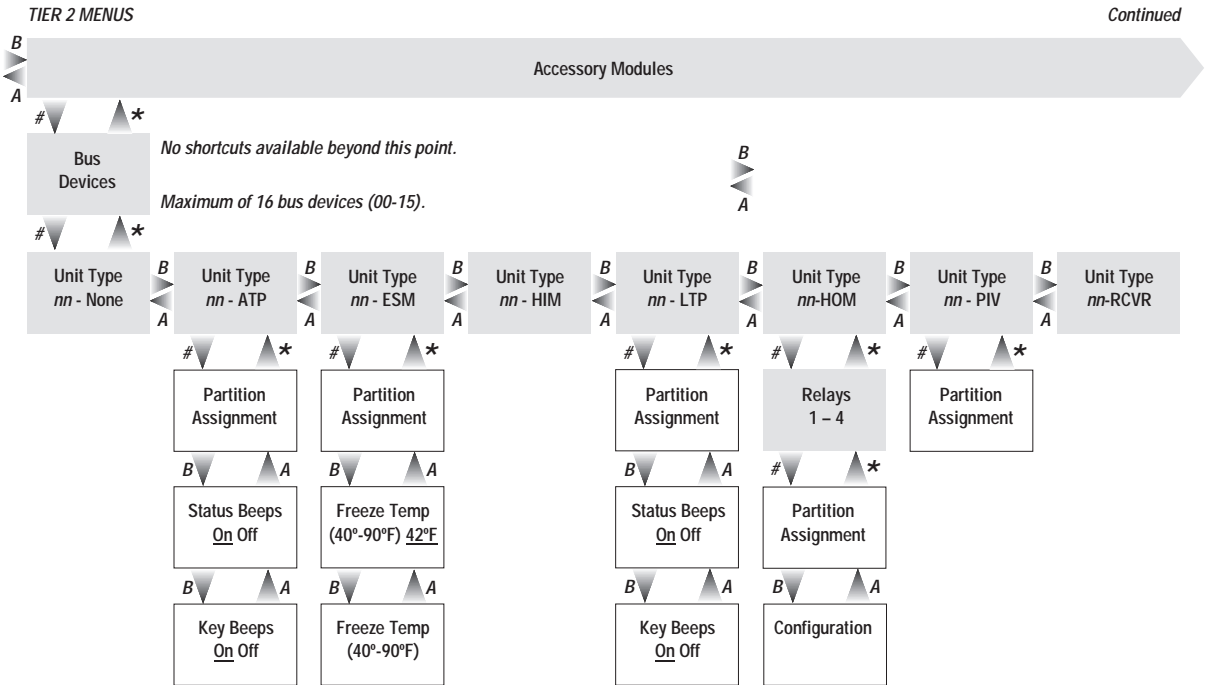 TIER 2 MENUS
Continued
B
A
Accessory Modules
# *
Bus
Devices
No shortcuts available beyond this point.
Maximum of 16 bus devices (00-15).
B
A
# *
Unit Type
nn - None
B
A
Unit Type
nn - ATP
B
A
Unit Type
nn - ESM
B
A
Unit Type
nn - HIM
B
A
Unit Type
nn - LTP
B
A
Unit Type
nn-HOM
B
A
Unit Type
nn - PIV
B
A
Unit Type
nn-RCVR
# *
# *
# *
# *
# *
Partition
Assignment
Partition
Assignment
Partition
Assignment
Relays
1 – 4
Partition
Assignment
B A
B A
B A
# *
Status Beeps
On Off
Freeze Temp
(40º-90ºF) 42ºF
Status Beeps
On Off
Partition
Assignment
B A
B A
B A
B A
Key Beeps
On Off
Freeze Temp
(40º-90ºF)
Key Beeps
On Off
Configuration